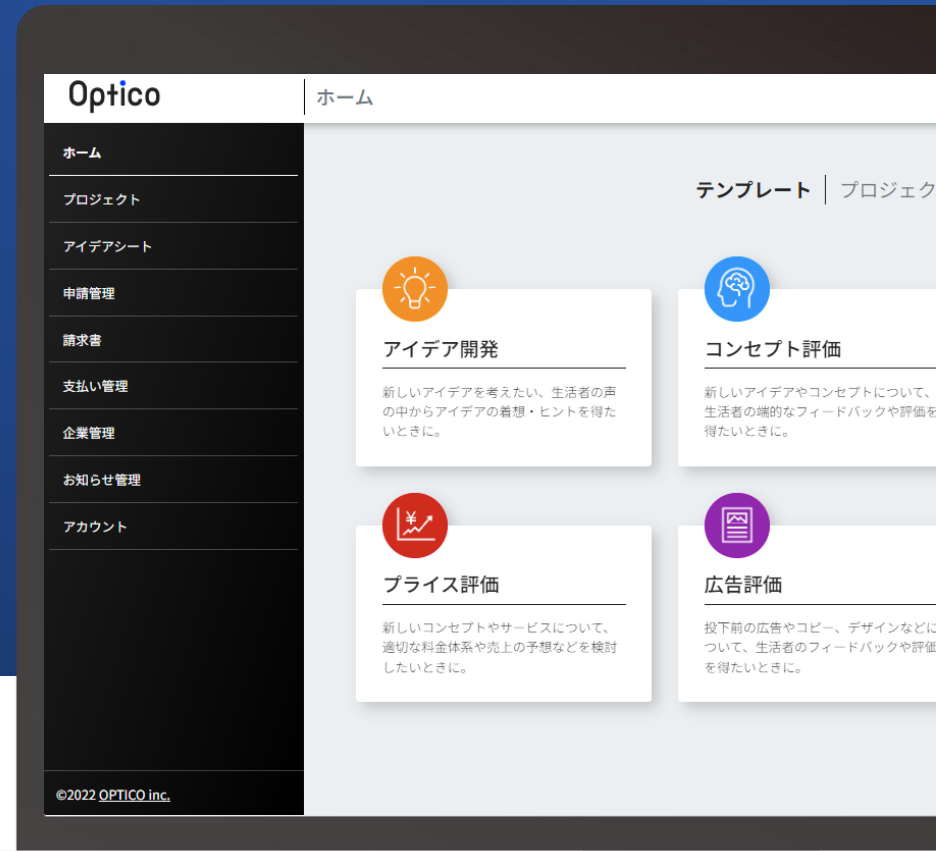 Optico
ホーム
ホーム
プロジェクト
アイデアシート
申請管理
請求書
支払い管理
企業管理
お知らせ管理
アカウント
©2022 OPTICO inc.
テンプレート
プロジェク
アイデア開発
新しいアイデアを考えたい、生活者の声
の中からアイデアの着想・ヒントを得た
いときに。
コンセプト評価
新しいアイデアやコンセプトについて、
生活者の端的なフィードバックや評価を
得たいときに。
プライス評価
新しいコンセプトやサービスについて、
適切な料金体系や売上の予想などを検討
したいときに。
広告評価
投下前の広告やコピー、デザインなどに
ついて、生活者のフィードバックや評価
を得たいときに。